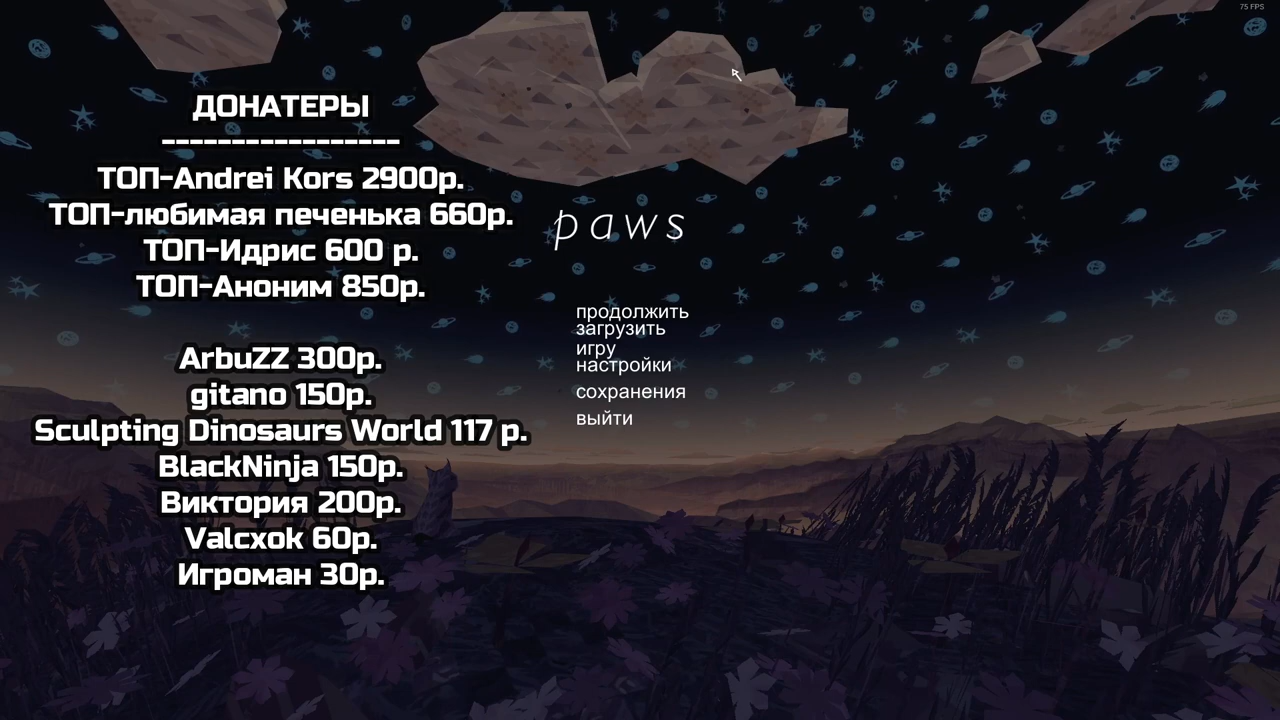 75 FPS
ДОНАТЕРЫ
-----------------
ТОП-Andrei Kors 2900р.
ТОП-любимая печенька 660р.
ТОП-Идрис 600 р.
ТОП-Аноним 850р.
ArbuZZ 300р.
gitano 150р.
Sculpting Dinosaurs World 117 р.
BlackNinja 150р.
Виктория 200р.
Valcxok 60р.
Игроман 30р.
paws
продолжить
загрузить
игру
настройки
сохранения
выйти